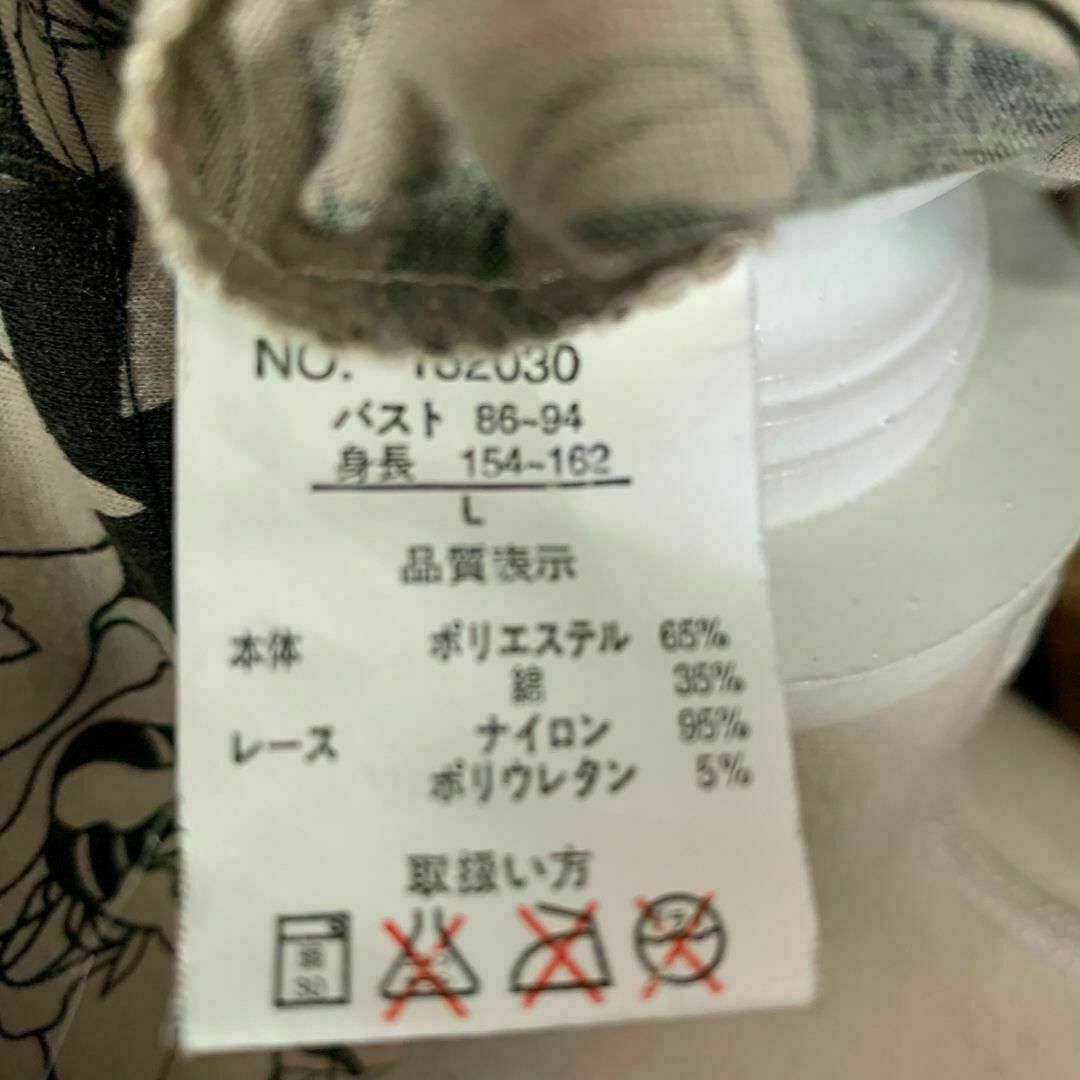 NO. 162030
バスト 86~94
身長 154~162
L
品質表示
本体 ポリエステル 65%
綿 35%
レース ナイロン 95%
ポリウレタン 5%
取扱い方
30